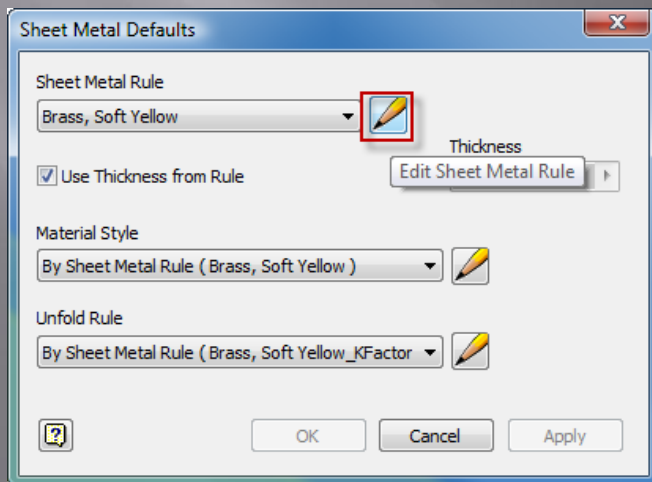 Sheet Metal Defaults
Sheet Metal Rule
Brass, Soft Yellow
Thickness
Use Thickness from Rule
Edit Sheet Metal Rule
Material Style
By Sheet Metal Rule ( Brass, Soft Yellow )
Unfold Rule
By Sheet Metal Rule ( Brass, Soft Yellow_KFactor
OK Cancel Apply